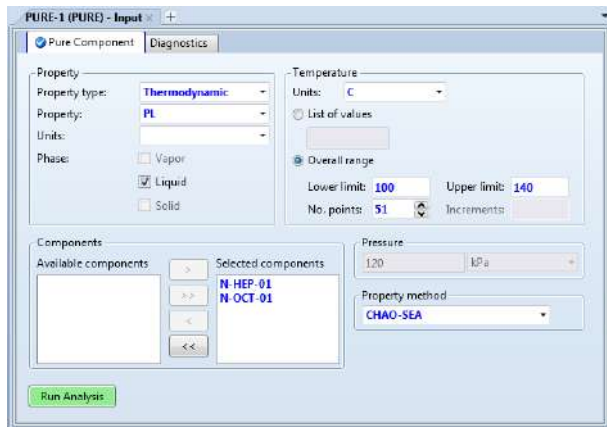 PURE-1 (PURE) - Input × +
Pure Component Diagnostics
Property
Property type: Thermodynamic
Property: PL
Units:
Phase: Vapor
Liquid
Solid
Temperature
Units: C
List of values
Overall range
Lower limit: 100 Upper limit: 140
No. points: 51 Increments:
Components
Available components Selected components
>
>>
<
<<
N-HEP-01
N-OCT-01
Pressure
120 kPa
Property method
CHAO-SEA
Run Analysis